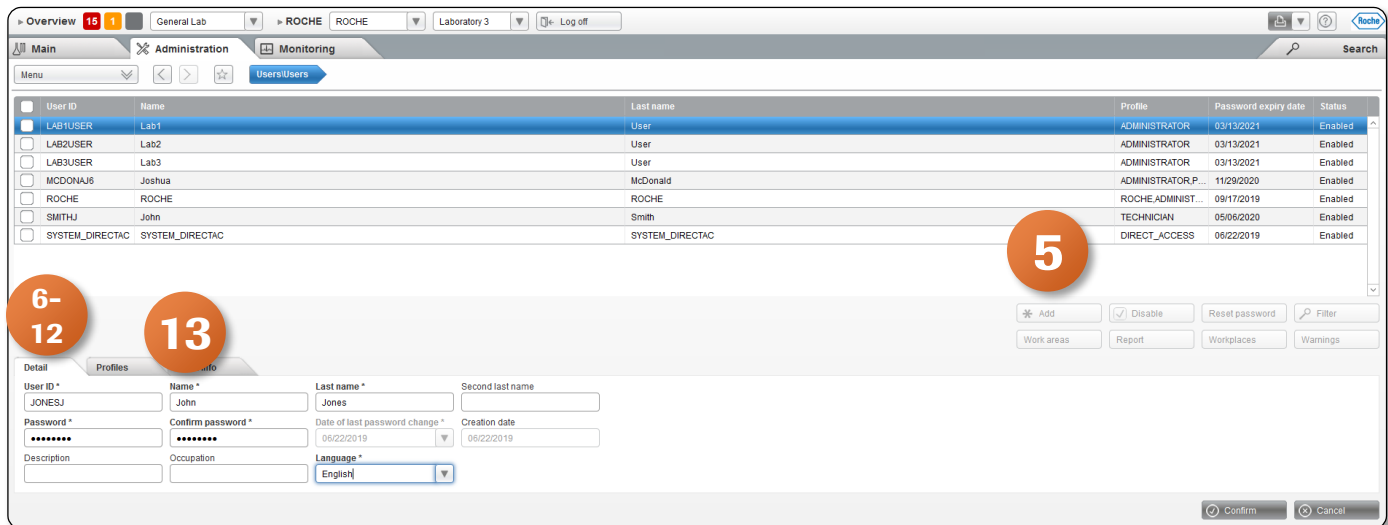 Overview 15 1 General Lab ROCHE ROCHE Laboratory 3 Log off ? Roche
Main Administration Monitoring Search
Menu Users\Users
User ID Name Last name Profile Password expiry date Status
LAB1USER Lab1 User ADMINISTRATOR 03/13/2021 Enabled
LAB2USER Lab2 User ADMINISTRATOR 03/13/2021 Enabled
LAB3USER Lab3 User ADMINISTRATOR 03/13/2021 Enabled
MCDONAJ6 Joshua McDonald ADMINISTRATOR,P... 11/29/2020 Enabled
ROCHE ROCHE ROCHE ROCHE,ADMINIST... 09/17/2019 Enabled
SMITHJ John Smith TECHNICIAN 05/06/2020 Enabled
SYSTEM_DIRECTAC SYSTEM_DIRECTAC SYSTEM_DIRECTAC DIRECT_ACCESS 06/22/2019 Enabled
5
6-
12
13
Add Disable Reset password Filter
Work areas Report Workplaces Warnings
Detail Profiles
User ID * Name * Last name * Second last name
JONESJ John Jones
Password * Confirm password * Date of last password change * Creation date
•••••••• •••••••• 06/22/2019 06/22/2019
Description Occupation Language *
English
Confirm Cancel